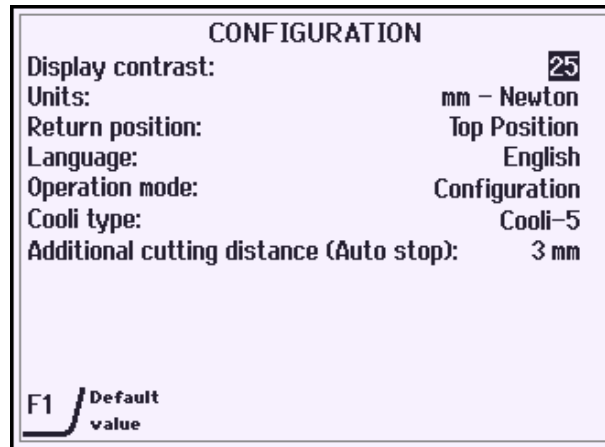 CONFIGURATION
Display contrast: 25
Units: mm – Newton
Return position: Top Position
Language: English
Operation mode: Configuration
Cooli type: Cooli–5
Additional cutting distance (Auto stop): 3 mm
F1 Default
value